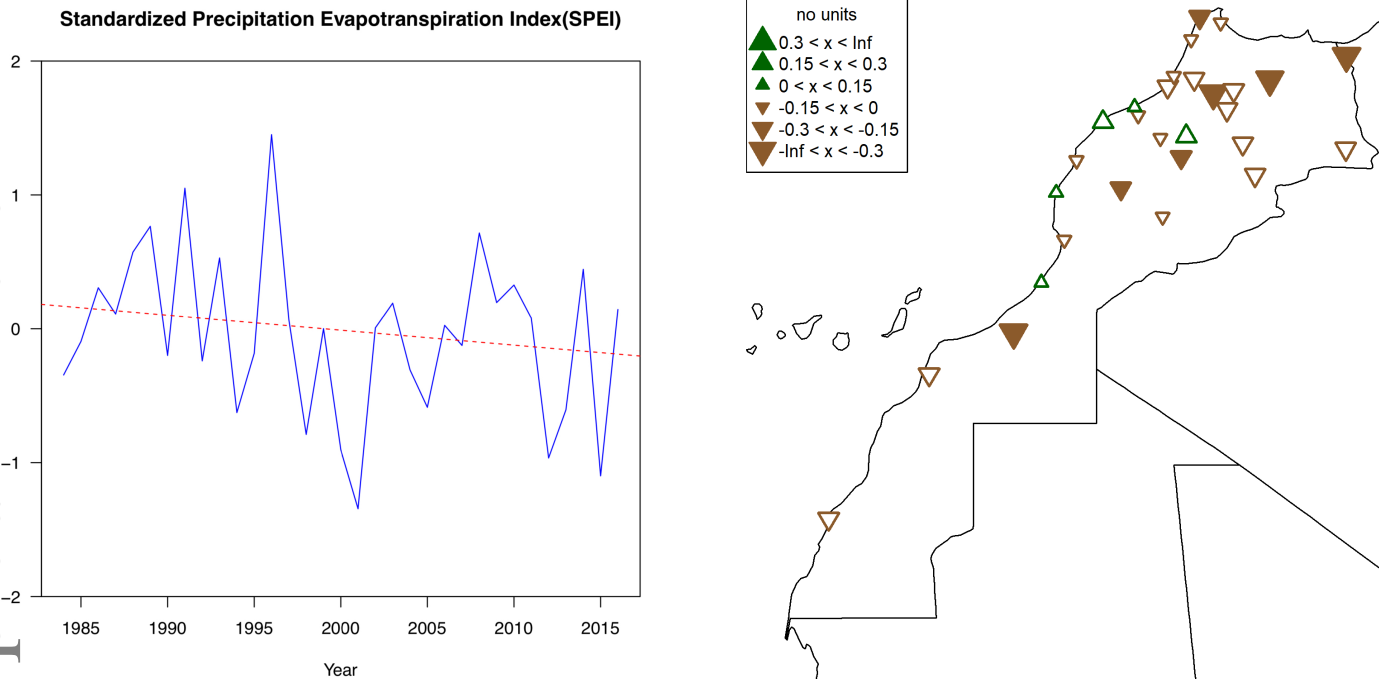 Standardized Precipitation Evapotranspiration Index(SPEI)
2
1
0
−1
−2
1985 1990 1995 2000 2005 2010 2015
Year
no units
0.3 < x < Inf
0.15 < x < 0.3
0 < x < 0.15
-0.15 < x < 0
-0.3 < x < -0.15
-Inf < x < -0.3